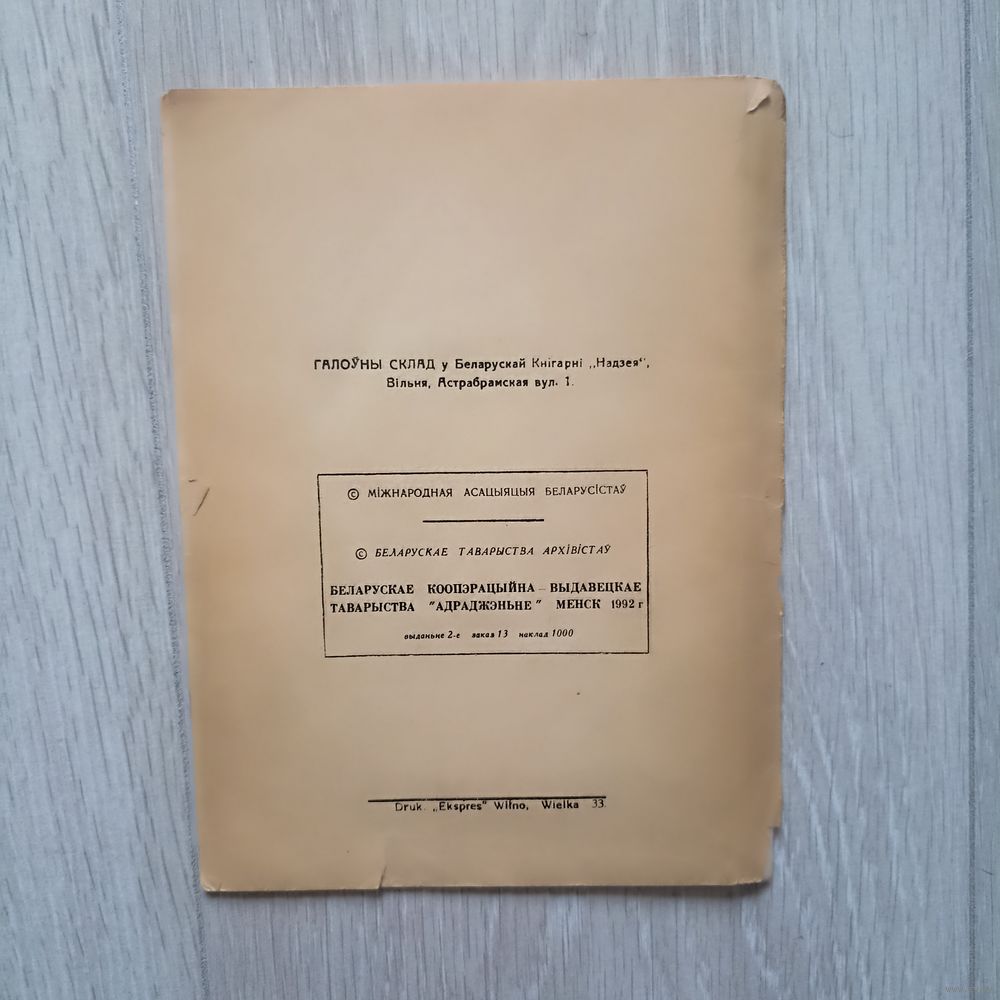 ГАЛОЎНЫ СКЛАД у Беларускай Кнігарні „Надзея“,
Вільня, Астрабрамская вул. 1.
© МІЖНАРОДНАЯ АСАЦЫЯЦЫЯ БЕЛАРУСІСТАЎ
© БЕЛАРУСКАЕ ТАВАРЫСТВА АРХІВІСТАЎ
БЕЛАРУСКАЕ КООПЭРАЦЫЙНА – ВЫДАВЕЦКАЕ
ТАВАРЫСТВА "АДРАДЖЭНЬНЕ" МЕНСК 1992 г
выданьне 2-е заказ 13 наклад 1000
Druk. „Ekspres" Wilno, Wielka 33.